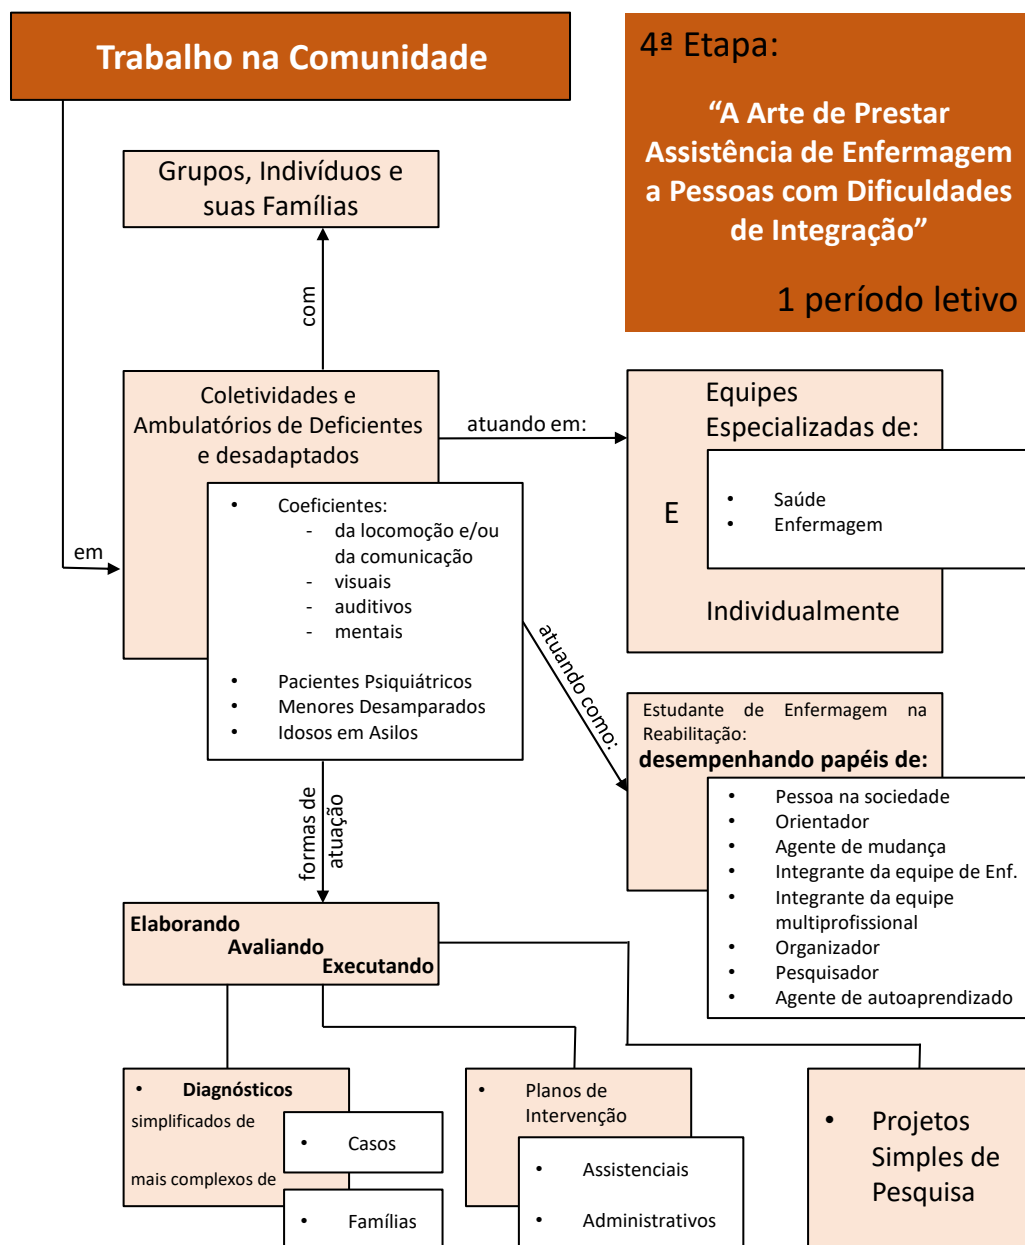 Trabalho na Comunidade
4ª Etapa:
“A Arte de Prestar
Assistência de Enfermagem
a Pessoas com Dificuldades
de Integração”
1 período letivo
Grupos, Indivíduos e
suas Famílias
com
em
Coletividades e
Ambulatórios de Deficientes
e desadaptados
• Coeficientes:
- da locomoção e/ou
da comunicação
- visuais
- auditivos
- mentais
• Pacientes Psiquiátricos
• Menores Desamparados
• Idosos em Asilos
atuando em:
Equipes
Especializadas de:
• Saúde
• Enfermagem
E
Individualmente
atuando como:
Estudante de Enfermagem na
Reabilitação:
desempenhando papéis de:
• Pessoa na sociedade
• Orientador
• Agente de mudança
• Integrante da equipe de Enf.
• Integrante da equipe
multiprofissional
• Organizador
• Pesquisador
• Agente de autoaprendizado
formas de
atuação
Elaborando
Avaliando
Executando
• Diagnósticos
simplificados de
• Casos
mais complexos de
• Famílias
• Planos de
Intervenção
• Assistenciais
• Administrativos
• Projetos
Simples de
Pesquisa